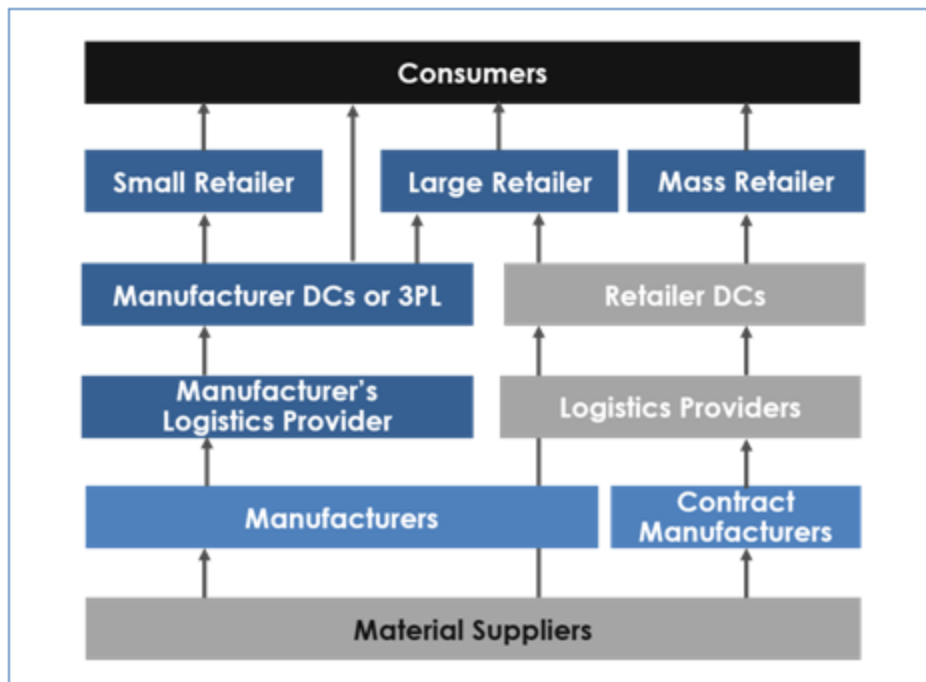 Consumers
Small Retailer
Large Retailer
Mass Retailer
Manufacturer DCs or 3PL
Retailer DCs
Manufacturer’s
Logistics Provider
Logistics Providers
Manufacturers
Contract
Manufacturers
Material Suppliers